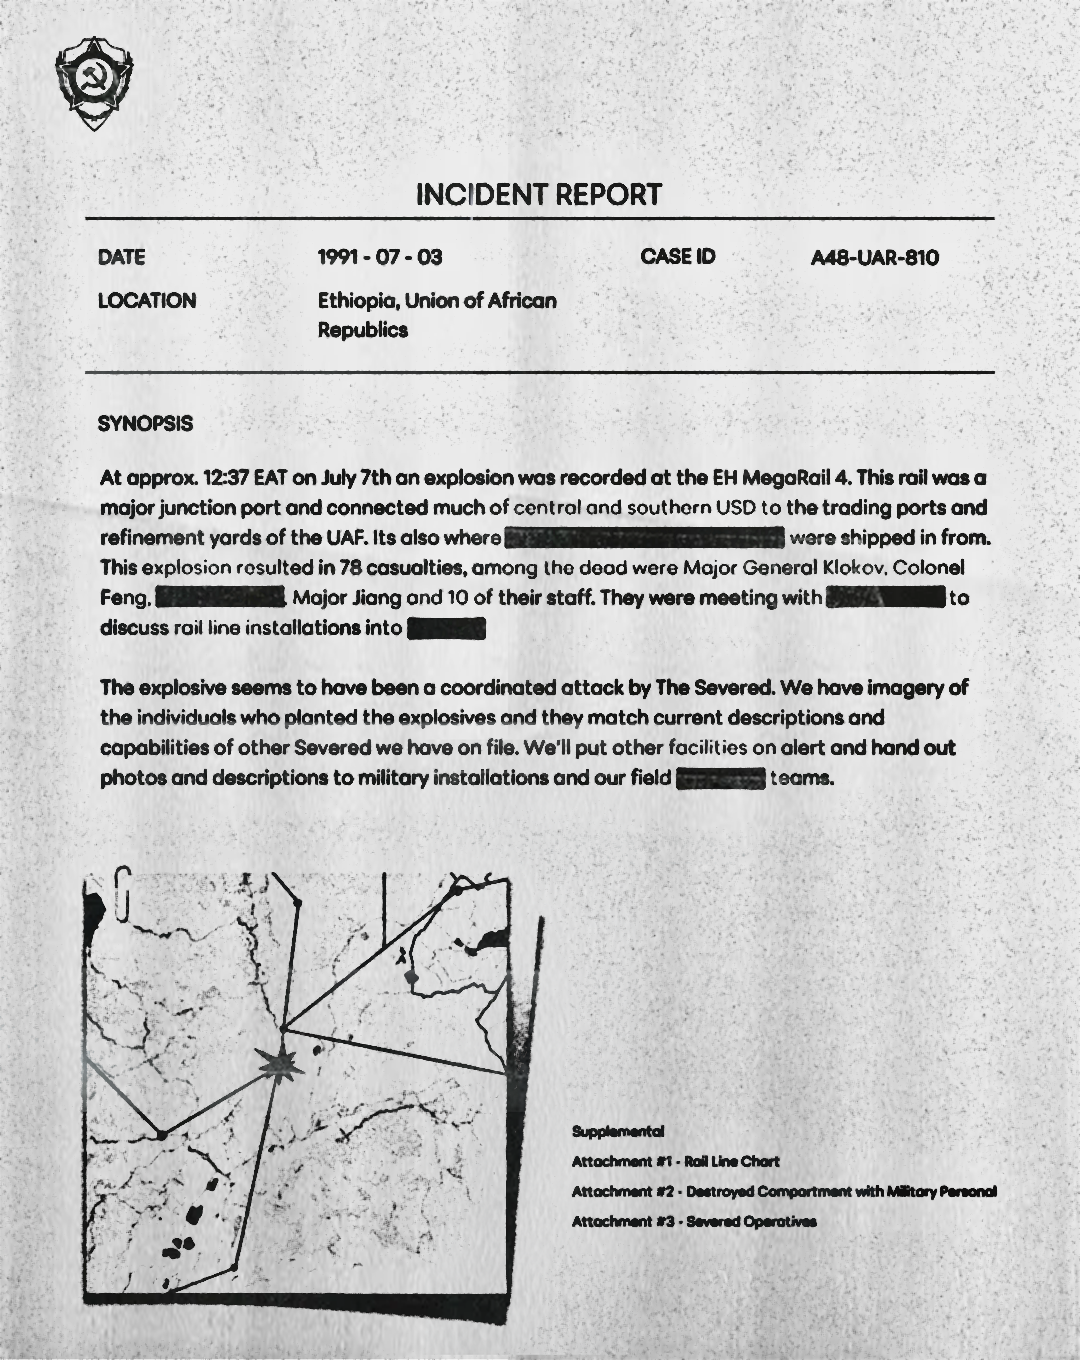 INCIDENT REPORT
DATE 1991 - 07 - 03 CASE ID A48-UAR-810
LOCATION Ethiopia, Union of African
Republics
SYNOPSIS
At approx. 12:37 EAT on July 7th an explosion was recorded at the EH MegaRail 4. This rail was a
major junction port and connected much of central and southern USD to the trading ports and
refinement yards of the UAF. Its also where were shipped in from.
This explosion resulted in 78 casualties, among the dead were Major General Klokov, Colonel
Feng, Major Jiang and 10 of their staff. They were meeting with to
discuss rail line installations into
The explosive seems to have been a coordinated attack by The Severed. We have imagery of
the individuals who planted the explosives and they match current descriptions and
capabilities of other Severed we have on file. We'll put other facilities on alert and hand out
photos and descriptions to military installations and our field teams.
Supplemental
Attachment #1 - Rail Line Chart
Attachment #2 - Destroyed Compartment with Military Personal
Attachment #3 - Severed Operatives